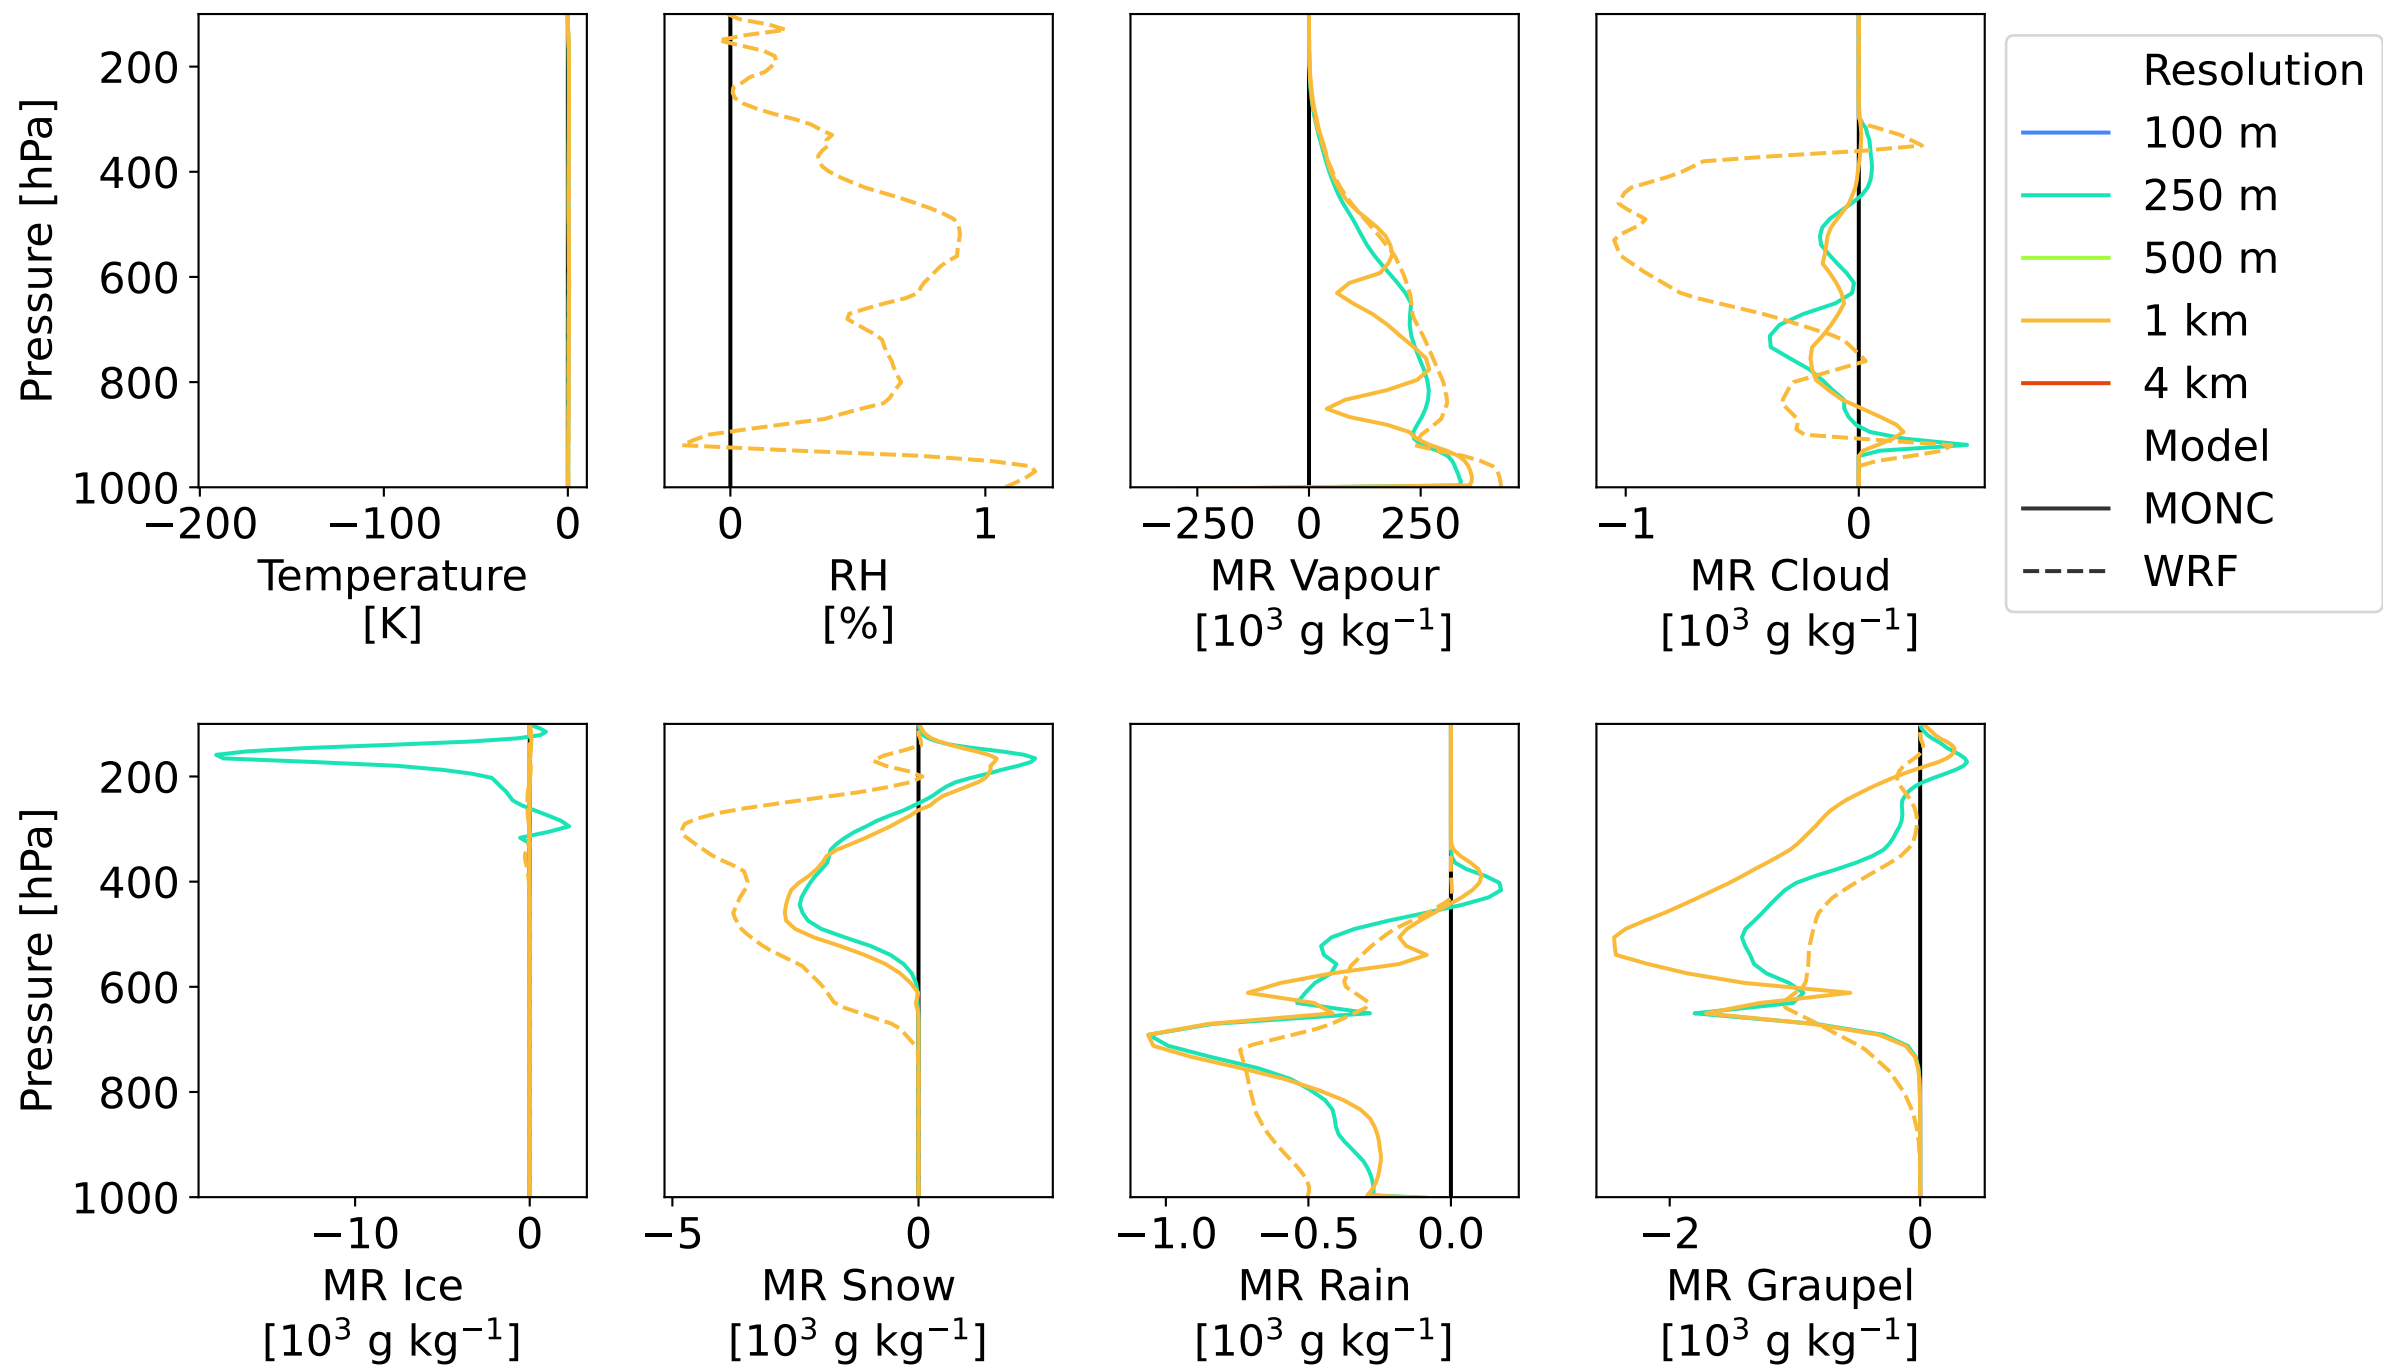 200
400
600
800
1000
Pressure [hPa]
−200 −100 0
Temperature
[K]
0 1
RH
[%]
−250 0 250
MR Vapour
[10³ g kg⁻¹]
−1 0
MR Cloud
[10³ g kg⁻¹]
Resolution
100 m
250 m
500 m
1 km
4 km
Model
MONC
WRF
200
400
600
800
1000
Pressure [hPa]
−10 0
MR Ice
[10³ g kg⁻¹]
−5 0
MR Snow
[10³ g kg⁻¹]
−1.0 −0.5 0.0
MR Rain
[10³ g kg⁻¹]
−2 0
MR Graupel
[10³ g kg⁻¹]